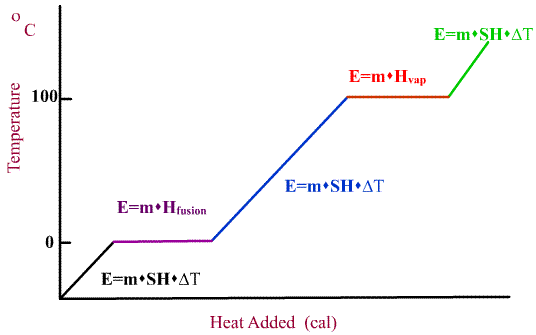 o
C
E=m♦SH♦ΔT
E=m♦Hvap
100
Temperature
E=m♦SH♦ΔT
E=m♦Hfusion
0
E=m♦SH♦ΔT
Heat Added (cal)